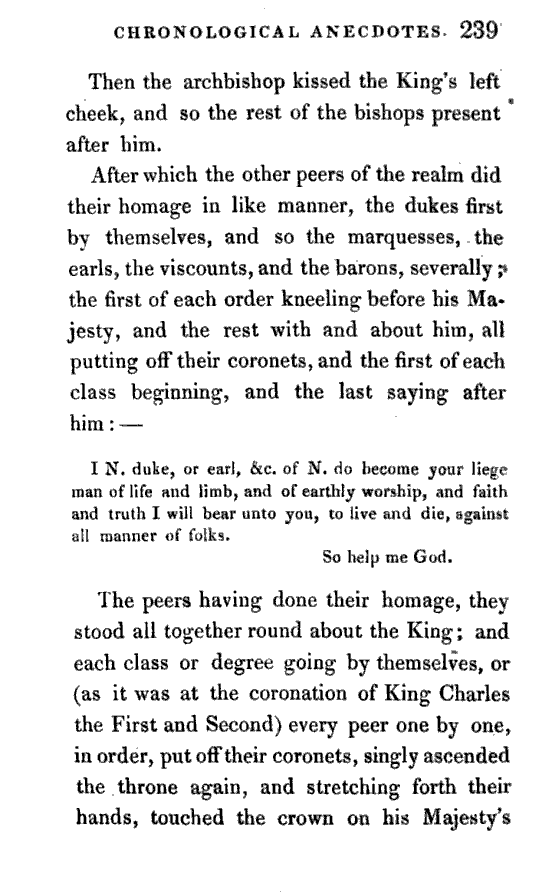 CHRONOLOGICAL ANECDOTES. 239
Then the archbishop kissed the King's left
cheek, and so the rest of the bishops present
after him.
After which the other peers of the realm did
their homage in like manner, the dukes first
by themselves, and so the marquesses, the
earls, the viscounts, and the barons, severally;
the first of each order kneeling before his Ma-
jesty, and the rest with and about him, all
putting off their coronets, and the first of each
class beginning, and the last saying after
him:—
I N. duke, or earl, &c. of N. do become your liege
man of life and limb, and of earthly worship, and faith
and truth I will bear unto you, to live and die, against
all manner of folks.
So help me God.
The peers having done their homage, they
stood all together round about the King; and
each class or degree going by themselves, or
(as it was at the coronation of King Charles
the First and Second) every peer one by one,
in order, put off their coronets, singly ascended
the throne again, and stretching forth their
hands, touched the crown on his Majesty's